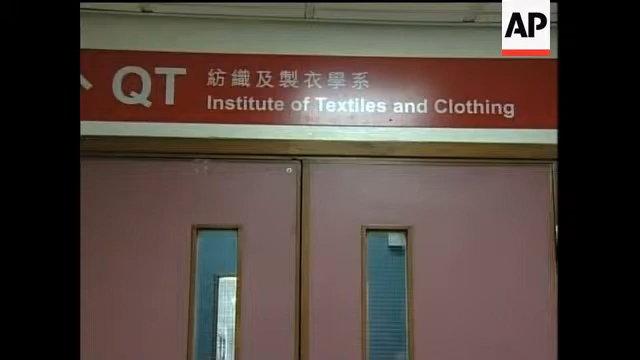 AP
QT
紡織及製衣學系
Institute of Textiles and Clothing